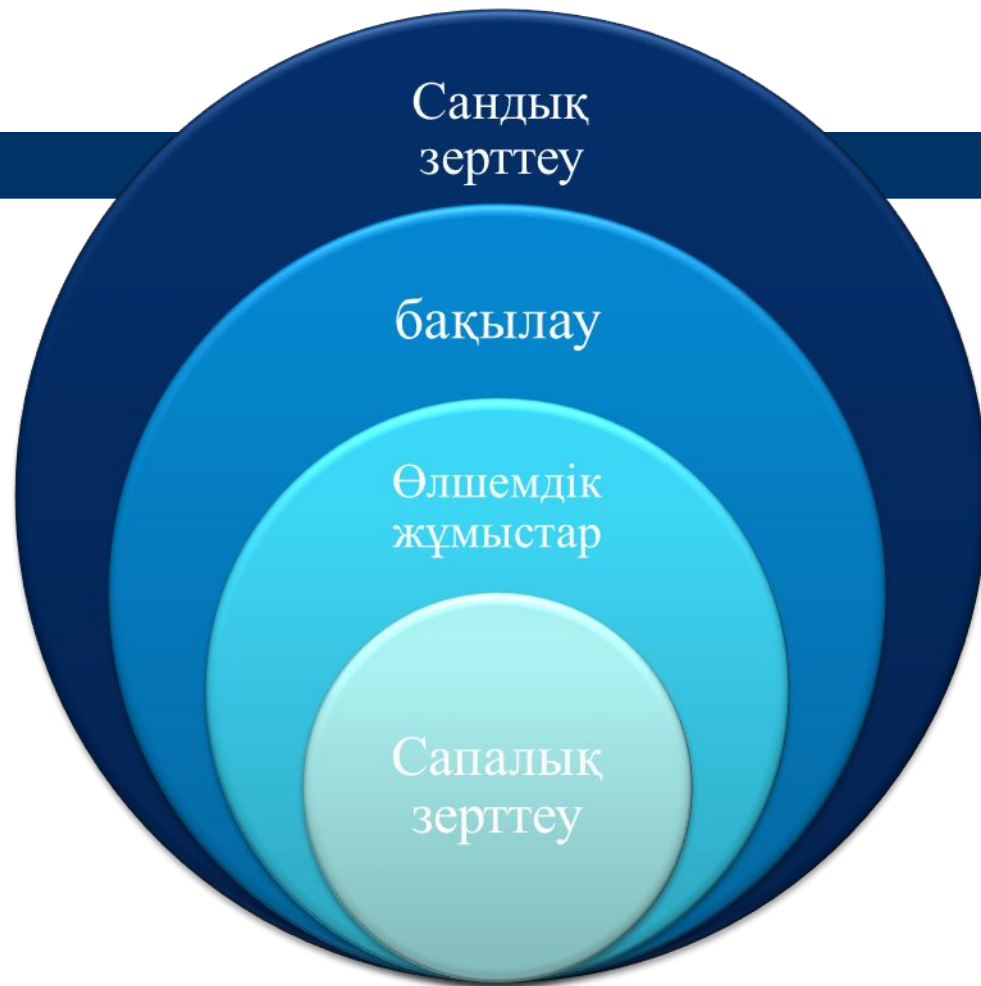 Сандық
зерттеу
бақылау
Өлшемдік
жұмыстар
Сапалық
зерттеу